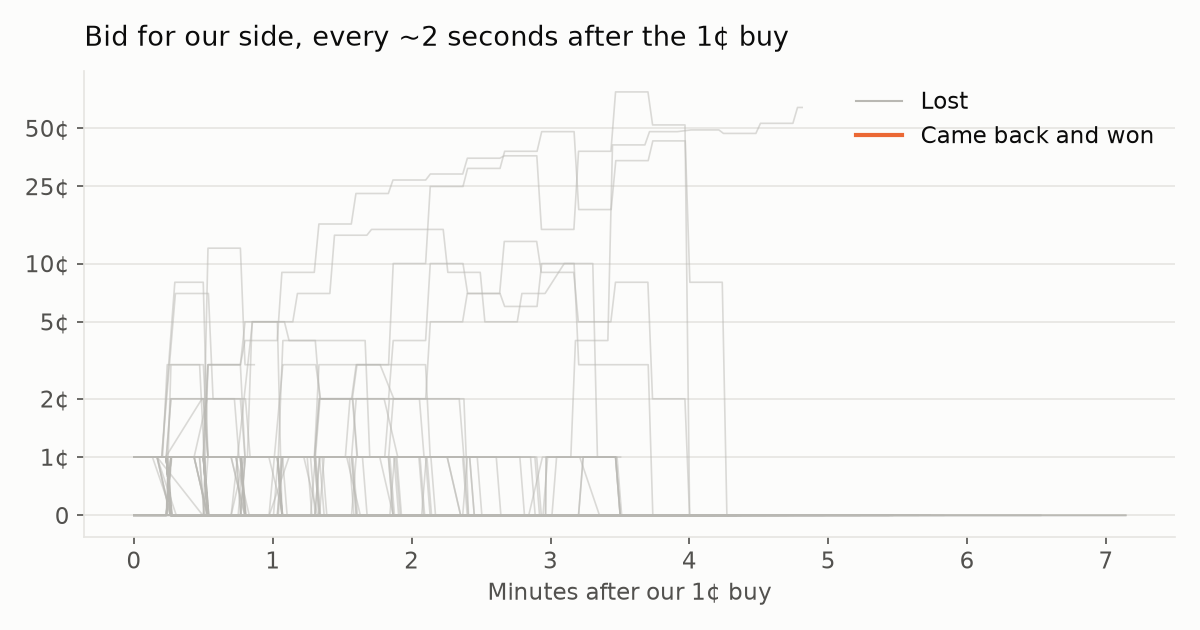 Bid for our side, every ~2 seconds after the 1¢ buy
Lost
Came back and won
50¢
25¢
10¢
5¢
2¢
1¢
0
0 1 2 3 4 5 6 7
Minutes after our 1¢ buy